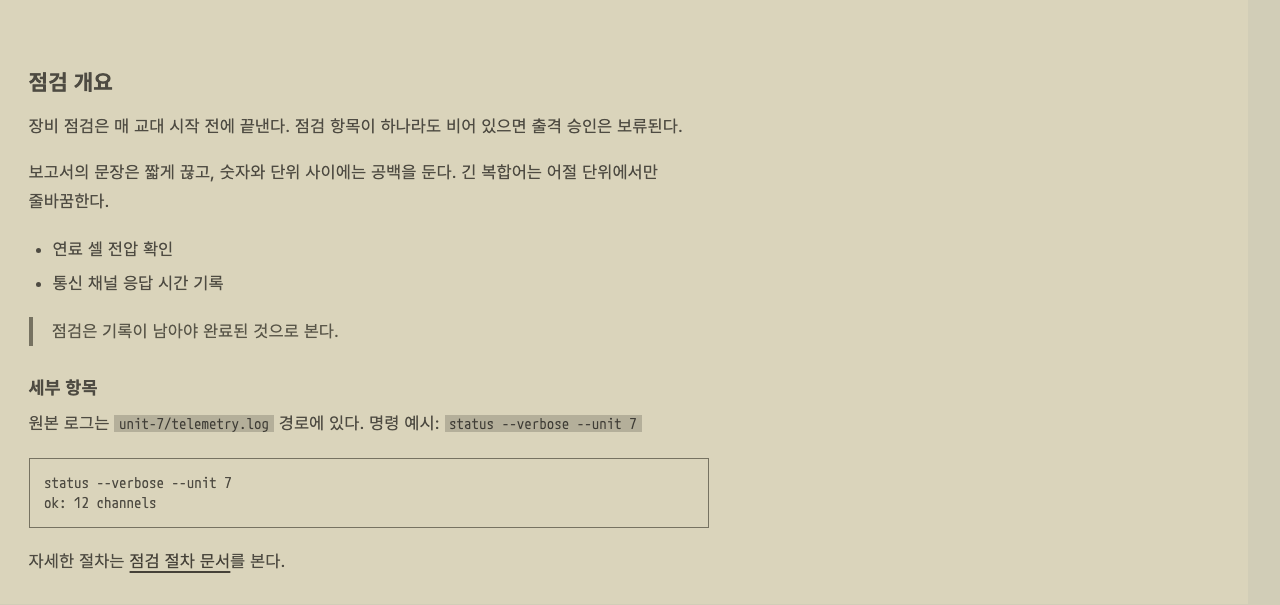 점검 개요
장비 점검은 매 교대 시작 전에 끝낸다. 점검 항목이 하나라도 비어 있으면 출격 승인은 보류된다.
보고서의 문장은 짧게 끊고, 숫자와 단위 사이에는 공백을 둔다. 긴 복합어는 어절 단위에서만
줄바꿈한다.
연료 셀 전압 확인
통신 채널 응답 시간 기록
점검은 기록이 남아야 완료된 것으로 본다.
세부 항목
원본 로그는 unit-7/telemetry.log 경로에 있다. 명령 예시: status --verbose --unit 7
status --verbose --unit 7
ok: 12 channels
자세한 절차는 점검 절차 문서를 본다.